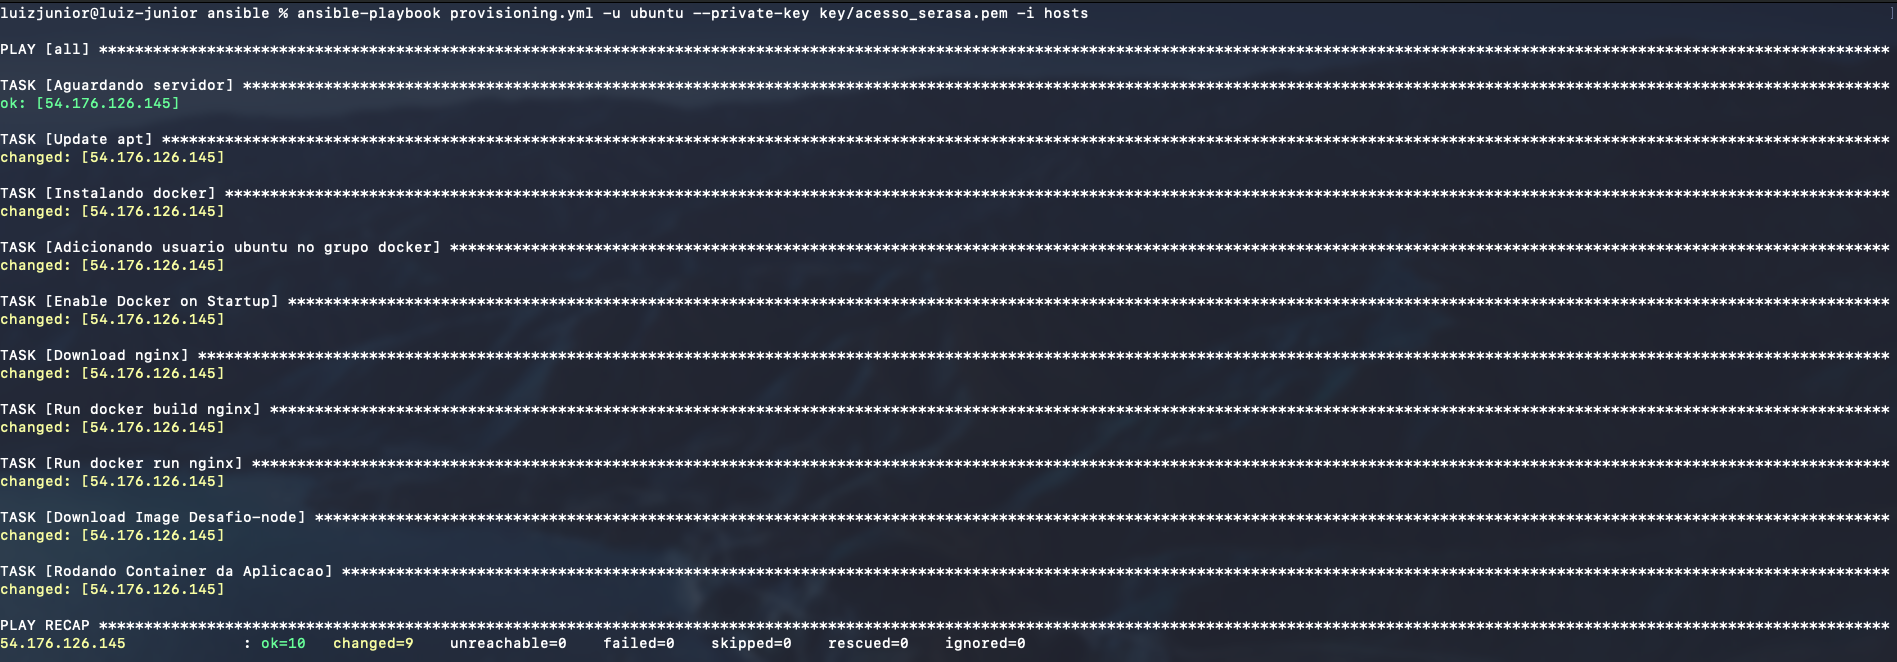 luizjunior@luiz-junior ansible % ansible-playbook provisioning.yml -u ubuntu --private-key key/acesso_serasa.pem -i hosts
PLAY [all] ****************************************************************
TASK [Aguardando servidor] ****************************************************************
ok: [54.176.126.145]
TASK [Update apt] ****************************************************************
changed: [54.176.126.145]
TASK [Instalando docker] ****************************************************************
changed: [54.176.126.145]
TASK [Adicionando usuario ubuntu no grupo docker] ****************************************************************
changed: [54.176.126.145]
TASK [Enable Docker on Startup] ****************************************************************
changed: [54.176.126.145]
TASK [Download nginx] ****************************************************************
changed: [54.176.126.145]
TASK [Run docker build nginx] ****************************************************************
changed: [54.176.126.145]
TASK [Run docker run nginx] ****************************************************************
changed: [54.176.126.145]
TASK [Download Image Desafio-node] ****************************************************************
changed: [54.176.126.145]
TASK [Rodando Container da Aplicacao] ****************************************************************
changed: [54.176.126.145]
PLAY RECAP ****************************************************************
54.176.126.145             : ok=10   changed=9    unreachable=0    failed=0    skipped=0    rescued=0    ignored=0